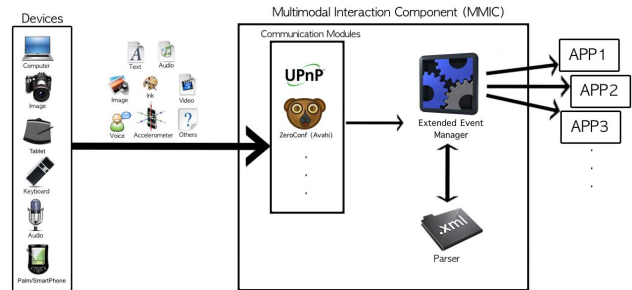 Devices
Multimodal Interaction Component (MMIC)
Communication Modules
Computer
Image
Tablet
Keyboard
Audio
Palm/SmartPhone
A
Text
Audio
Image
Ink
Video
Voice
Accelerometer
?
Others
UPnP
ZeroConf (Avahi)
Extended Event
Manager
.xml
Parser
APP1
APP2
APP3